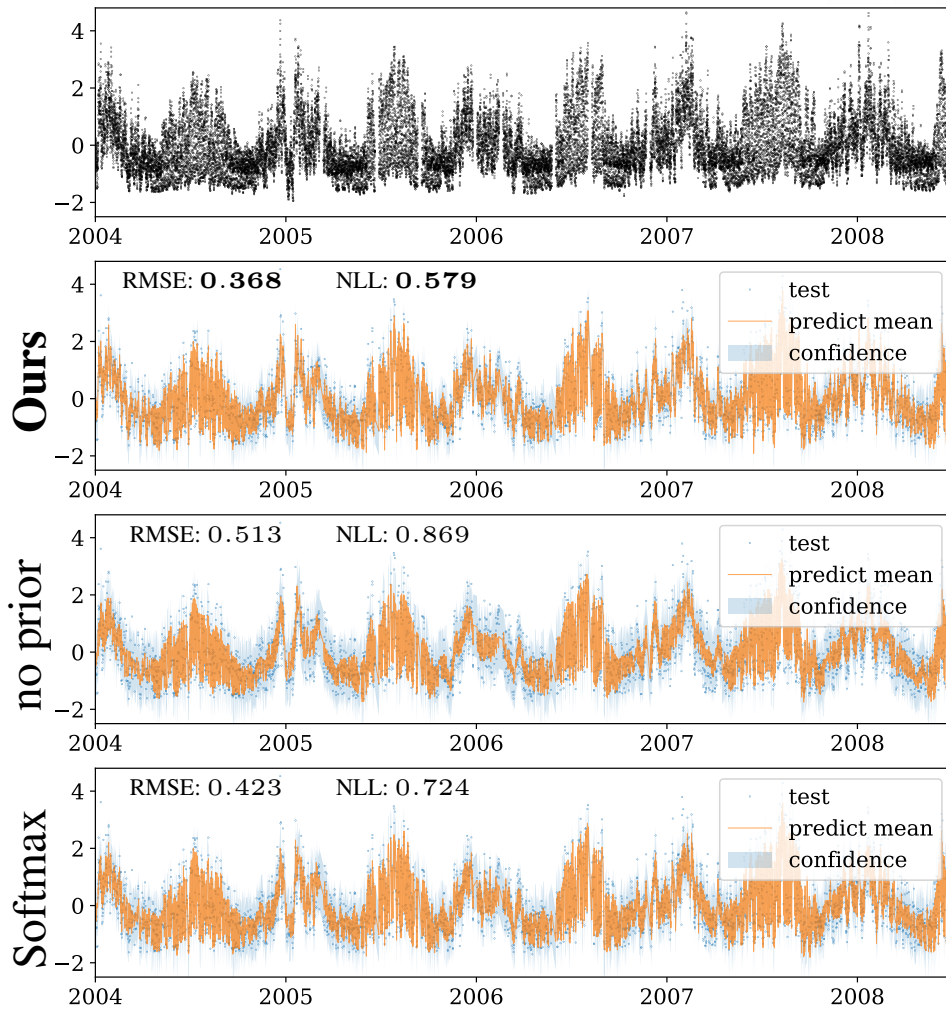 4
2
0
−2
2004 2005 2006 2007 2008
Ours
RMSE: 0.368 NLL: 0.579
test
predict mean
confidence
4
2
0
−2
2004 2005 2006 2007 2008
no prior
RMSE: 0.513 NLL: 0.869
test
predict mean
confidence
4
2
0
−2
2004 2005 2006 2007 2008
Softmax
RMSE: 0.423 NLL: 0.724
test
predict mean
confidence
4
2
0
−2
2004 2005 2006 2007 2008